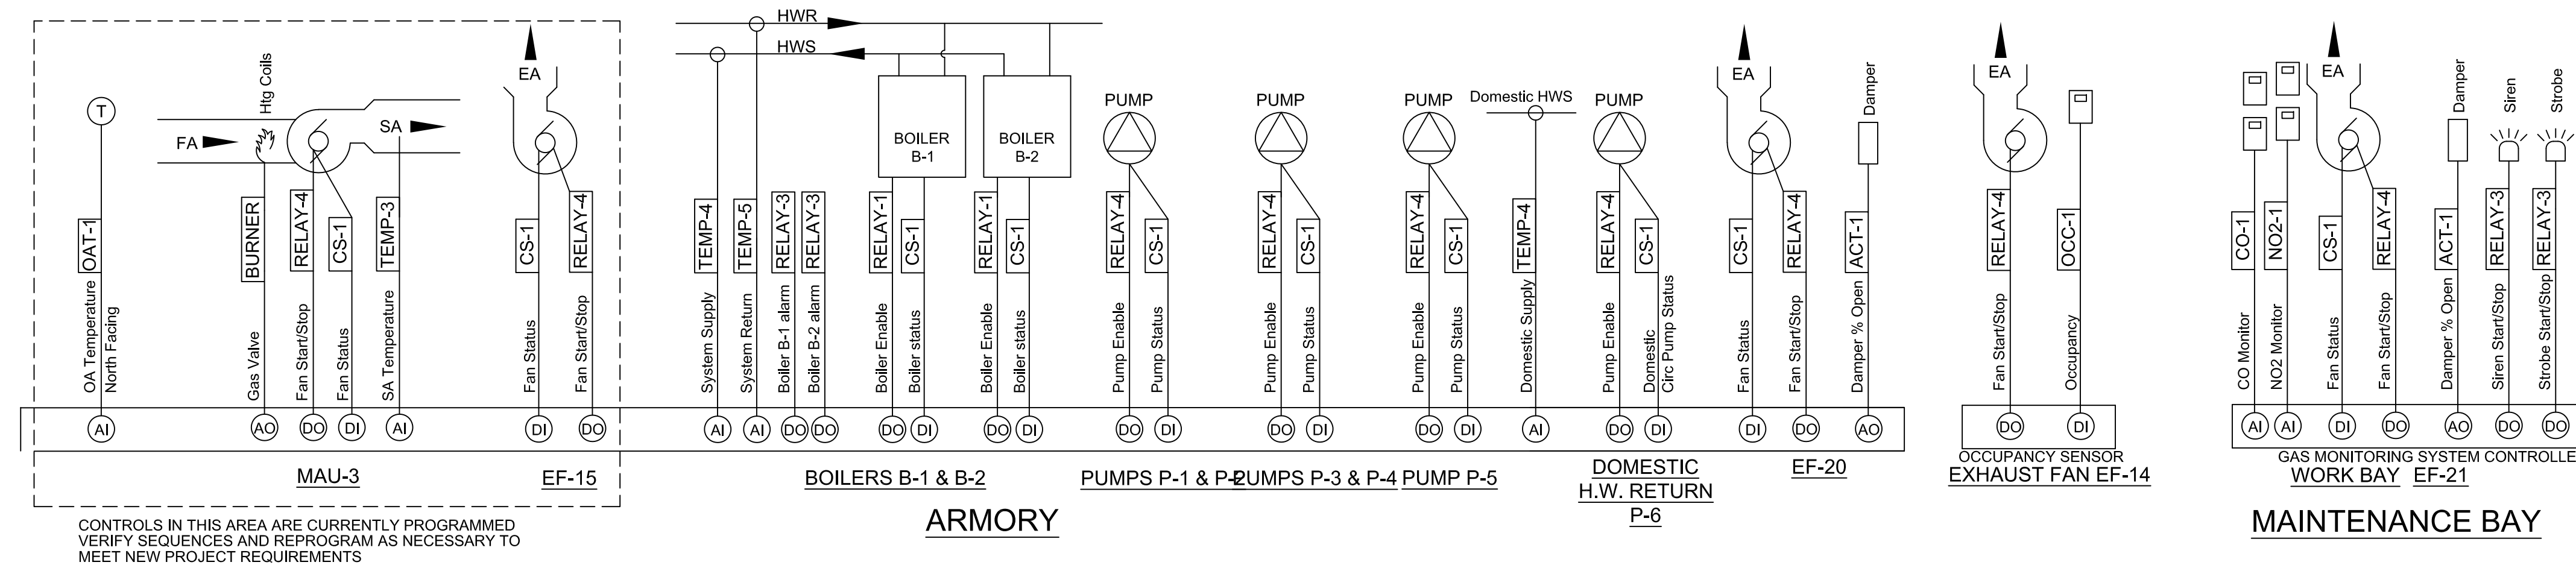 HWR
HWS
EA
EA
EA
EA
Htg Coils
T
FA
SA
BOILER
B-1
BOILER
B-2
PUMP
PUMP
PUMP
Domestic HWS
PUMP
Damper
Damper
Siren
Strobe
OAT-1
BURNER
RELAY-4
CS-1
TEMP-3
CS-1
RELAY-4
TEMP-4
TEMP-5
RELAY-3
RELAY-3
RELAY-1
CS-1
RELAY-1
CS-1
RELAY-4
CS-1
RELAY-4
CS-1
RELAY-4
CS-1
TEMP-4
RELAY-4
CS-1
CS-1
RELAY-4
ACT-1
RELAY-4
OCC-1
CO-1
NO2-1
CS-1
RELAY-4
ACT-1
RELAY-3
RELAY-3
OA Temperature
North Facing
Gas Valve
Fan Start/Stop
Fan Status
SA Temperature
Fan Status
Fan Start/Stop
System Supply
System Return
Boiler B-1 alarm
Boiler B-2 alarm
Boiler Enable
Boiler status
Boiler Enable
Boiler status
Pump Enable
Pump Status
Pump Enable
Pump Status
Pump Enable
Pump Status
Domestic Supply
Pump Enable
Domestic
Circ Pump Status
Fan Status
Fan Start/Stop
Damper % Open
Fan Start/Stop
Occupancy
CO Monitor
NO2 Monitor
Fan Status
Fan Start/Stop
Damper % Open
Siren Start/Stop
Strobe Start/Stop
AI AO DO DI AI DI DO AI AI DO DO DO DI DO DI DO DI DO DI DO DI AI DO DI DI DO AO
DO DI
AI AI DI DO AO DO DO
MAU-3
EF-15
BOILERS B-1 & B-2
PUMPS P-1 & P-2
PUMPS P-3 & P-4
PUMP P-5
DOMESTIC
H.W. RETURN
P-6
EF-20
OCCUPANCY SENSOR
EXHAUST FAN EF-14
GAS MONITORING SYSTEM CONTROLLE
WORK BAY EF-21
ARMORY
MAINTENANCE BAY
CONTROLS IN THIS AREA ARE CURRENTLY PROGRAMMED
VERIFY SEQUENCES AND REPROGRAM AS NECESSARY TO
MEET NEW PROJECT REQUIREMENTS